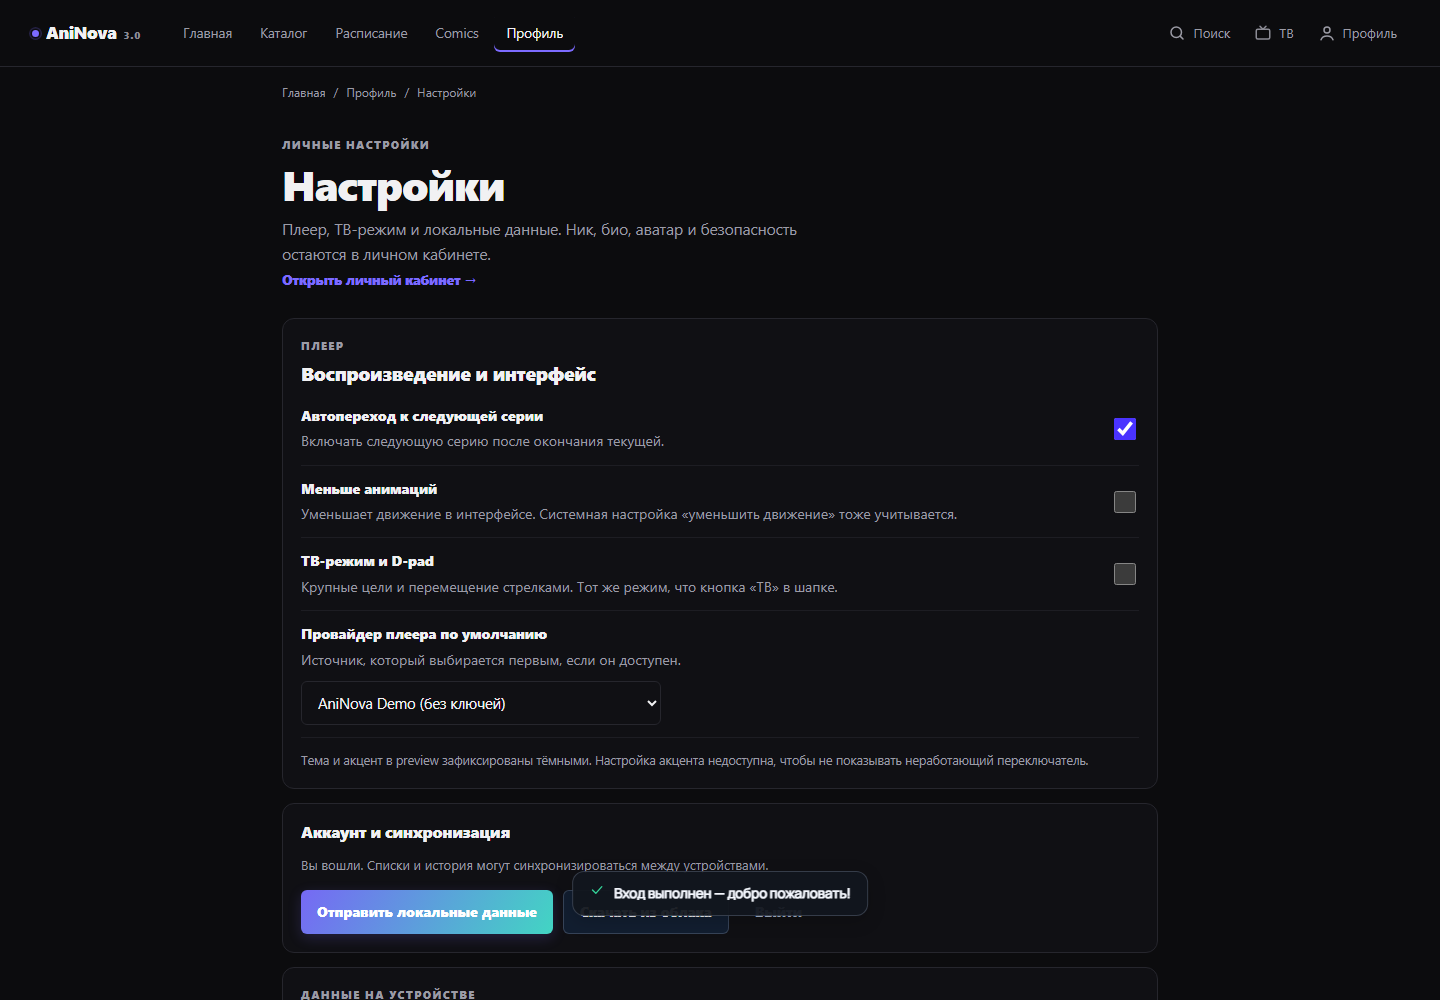 AniNova 3.0
Главная
Каталог
Расписание
Comics
Профиль
Поиск
ТВ
Профиль
Главная / Профиль / Настройки
ЛИЧНЫЕ НАСТРОЙКИ
Настройки
Плеер, ТВ-режим и локальные данные. Ник, био, аватар и безопасность
остаются в личном кабинете.
Открыть личный кабинет →
ПЛЕЕР
Воспроизведение и интерфейс
Автопереход к следующей серии
Включать следующую серию после окончания текущей.
Меньше анимаций
Уменьшает движение в интерфейсе. Системная настройка «уменьшить движение» тоже учитывается.
ТВ-режим и D-pad
Крупные цели и перемещение стрелками. Тот же режим, что кнопка «ТВ» в шапке.
Провайдер плеера по умолчанию
Источник, который выбирается первым, если он доступен.
AniNova Demo (без ключей)
Тема и акцент в preview зафиксированы тёмными. Настройка акцента недоступна, чтобы не показывать неработающий переключатель.
Аккаунт и синхронизация
Вы вошли. Списки и история могут синхронизироваться между устройствами.
Вход выполнен — добро пожаловать!
Отправить локальные данные
ДАННЫЕ НА УСТРОЙСТВЕ